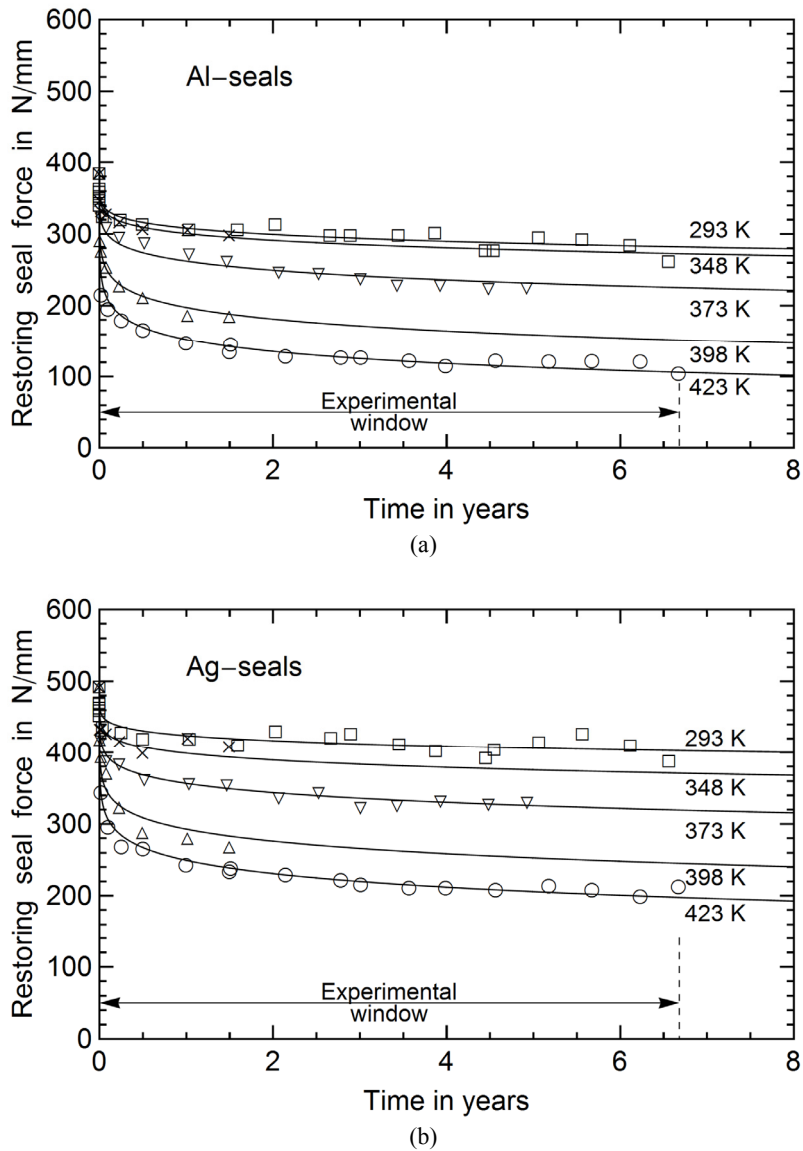 600
500
400
300
200
100
0
Restoring seal force in N/mm
Al−seals
293 K
348 K
373 K
398 K
423 K
Experimental
window
0 2 4 6 8
Time in years
(a)
600
500
400
300
200
100
0
Restoring seal force in N/mm
Ag−seals
293 K
348 K
373 K
398 K
423 K
Experimental
window
0 2 4 6 8
Time in years
(b)